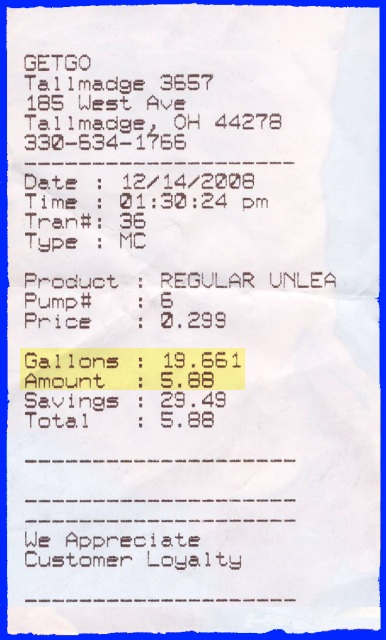 GETGO
Tallmadge 3657
185 West Ave
Tallmadge, OH 44278
330-634-1766
Date : 12/14/2008
Time : 01:30:24 pm
Tran#: 36
Type : MC
Product : REGULAR UNLEA
Pump# : 6
Price : 0.299
Gallons : 19.661
Amount : 5.88
Savings : 29.49
Total : 5.88
We Appreciate
Customer Loyalty